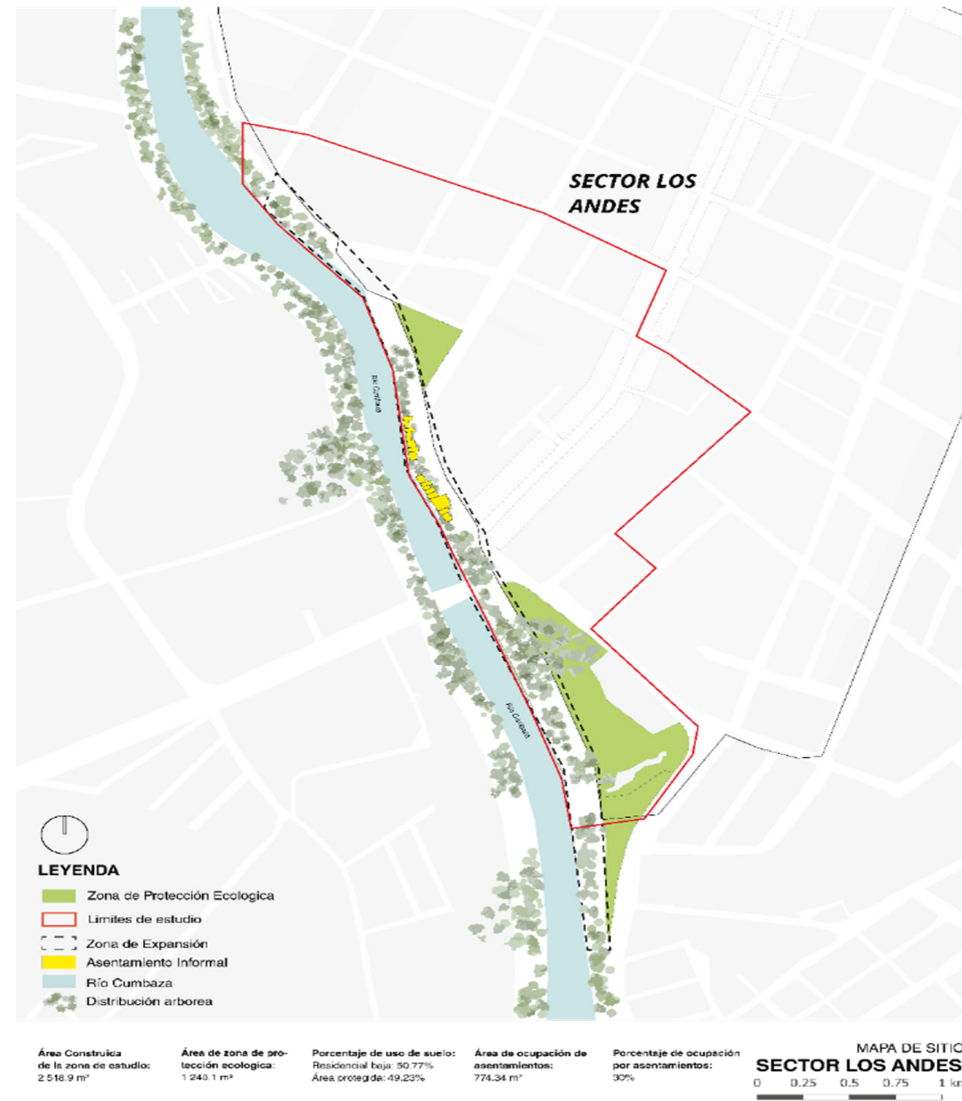 SECTOR LOS
ANDES
Río Cumbaza
Río Cumbaza
LEYENDA
Zona de Protección Ecologica
Limites de estudio
Zona de Expansión
Asentamiento Informal
Río Cumbaza
Distribución arborea
Área Construida
de la zona de estudio:
2 518.9 m²
Área de zona de pro-
tección ecologica:
1 240.1 m²
Porcentaje de uso de suelo:
Residencial baja: 50.77%
Área protegida: 49.23%
Área de ocupación de
asentamientos:
774.34 m²
Porcentaje de ocupación
por asentamientos:
30%
MAPA DE SITIO
SECTOR LOS ANDES
0 0.25 0.5 0.75 1 km